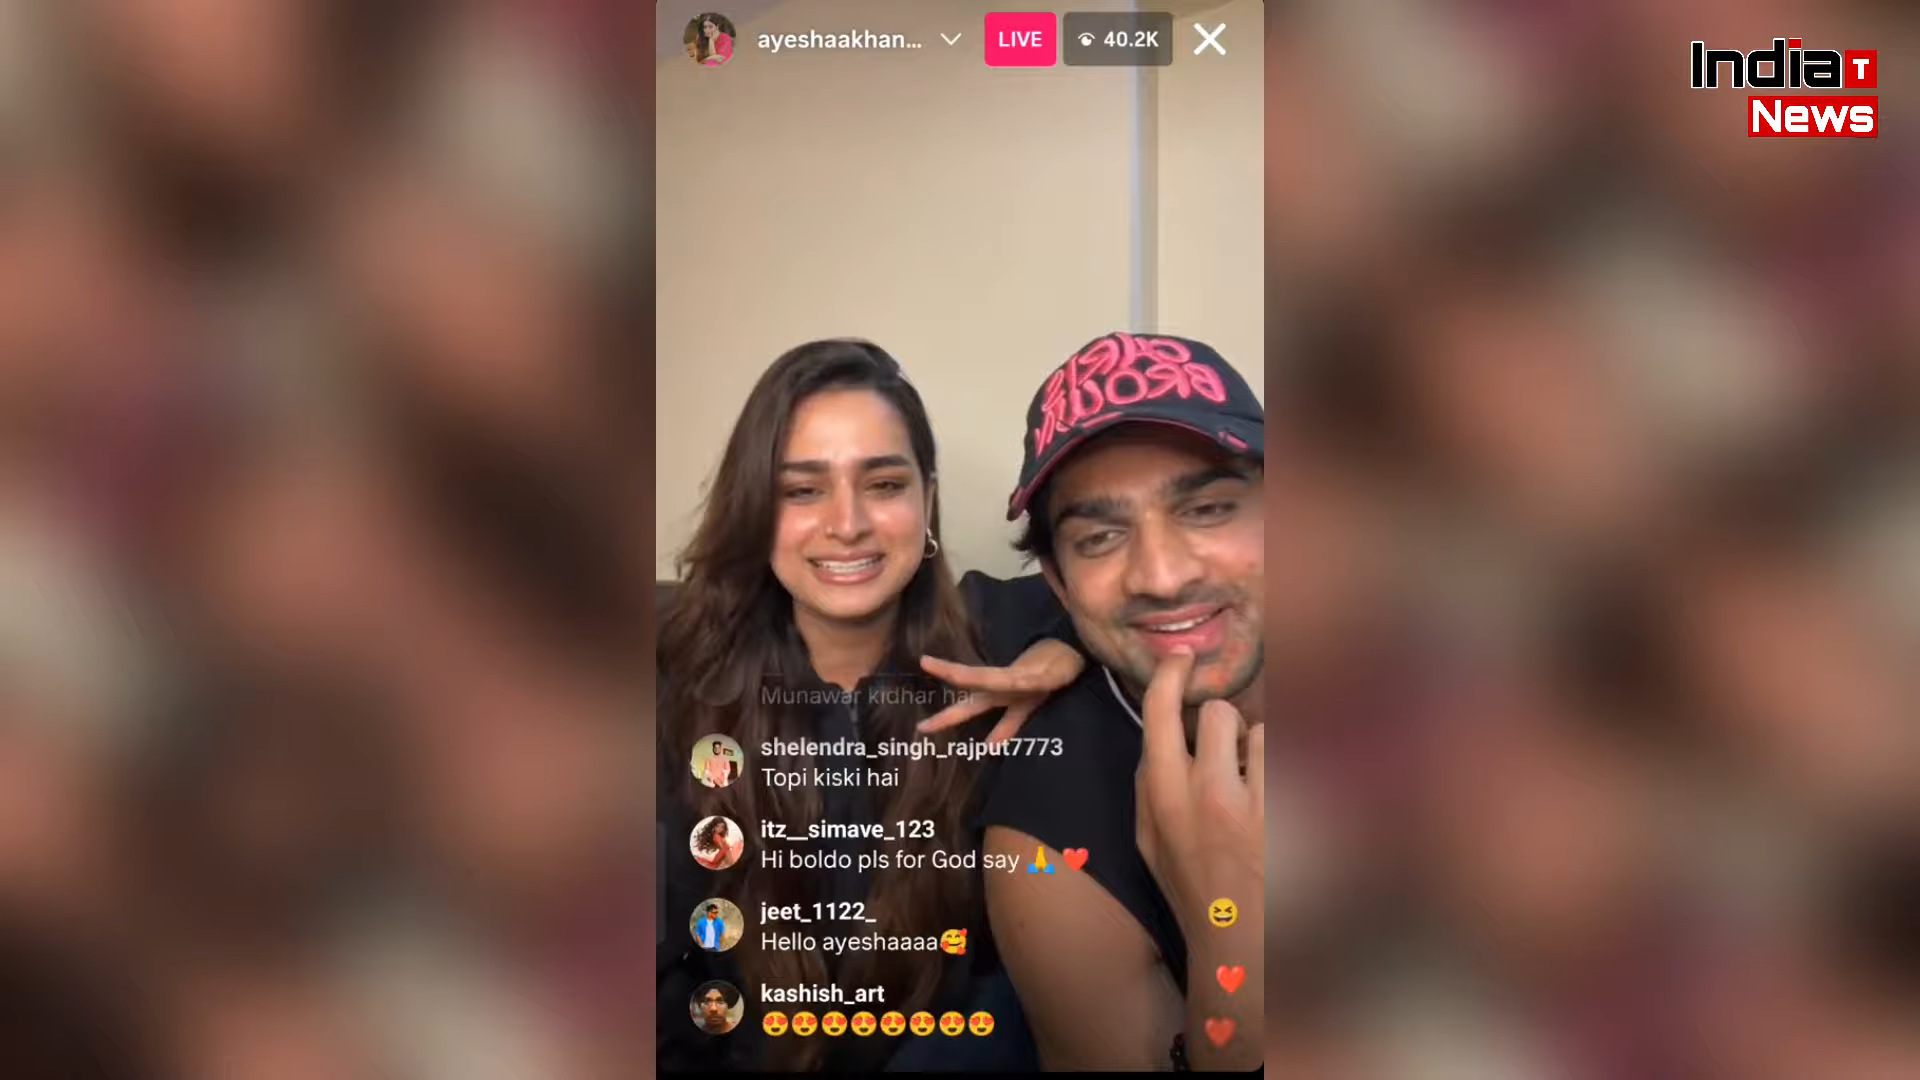 ayeshaakhan...
LIVE
40.2K
India T
News
Munawar kidhar hai
shelendra_singh_rajput7773
Topi kiski hai
itz__simave_123
Hi boldo pls for God say 🙏 ❤️
jeet_1122_
Hello ayeshaaaa🥰
kashish_art
😍😍😍😍😍😍😍😍